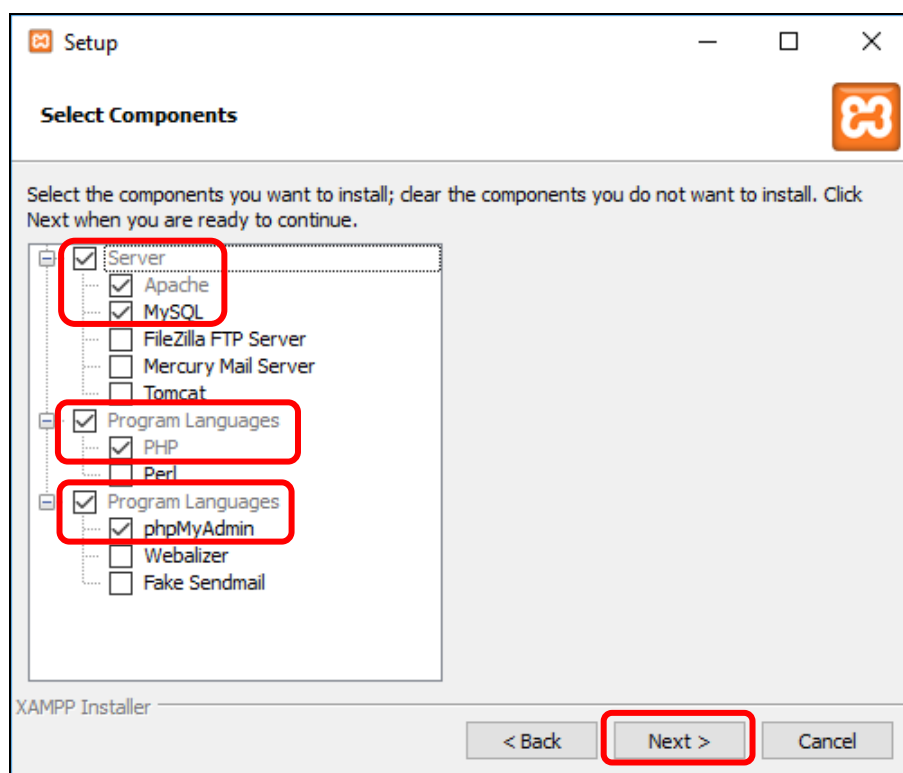 Setup
Select Components
Select the components you want to install; clear the components you do not want to install. Click
Next when you are ready to continue.
Server
Apache
MySQL
FileZilla FTP Server
Mercury Mail Server
Tomcat
Program Languages
PHP
Perl
Program Languages
phpMyAdmin
Webalizer
Fake Sendmail
XAMPP Installer
< Back Next > Cancel